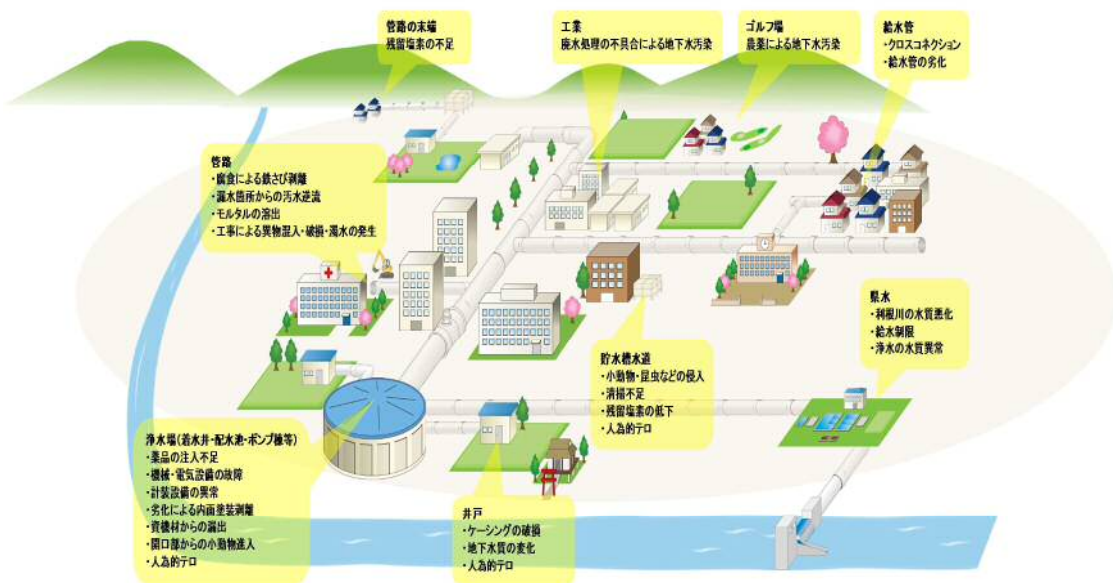 管路の末端
残留塩素の不足
工業
廃水処理の不具合による地下水汚染
ゴルフ場
農薬による地下水汚染
給水管
・クロスコネクション
・給水管の劣化
管路
・腐食による鉄さび剥離
・漏水箇所からの汚水逆流
・モルタルの溶出
・工事による異物混入・破損・濁水の発生
県水
・利根川の水質悪化
・給水制限
・浄水の水質異常
貯水槽水道
・小動物・昆虫などの侵入
・清掃不足
・残留塩素の低下
・人為的テロ
浄水場(着水井・配水池・ポンプ棟等)
・薬品の注入不足
・機械・電気設備の故障
・計装設備の異常
・劣化による内面塗装剥離
・資機材からの漏出
・開口部からの小動物進入
・人為的テロ
井戸
・ケーシングの破損
・地下水質の変化
・人為的テロ